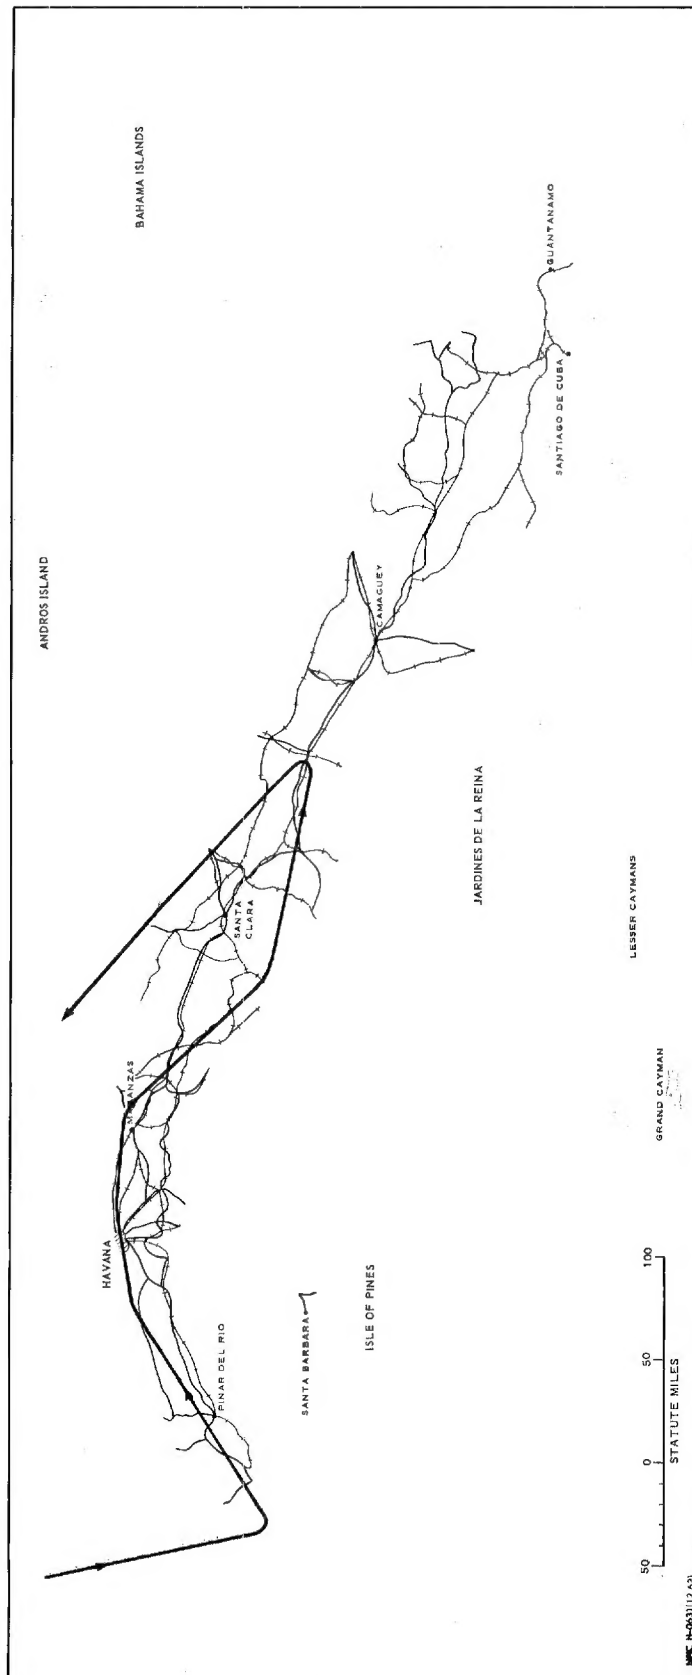 BAHAMA ISLANDS
ANDROS ISLAND
GUANTANAMO
SANTIAGO DE CUBA
CAMAGUEY
JARDINES DE LA REINA
SANTA
CLARA
LESSER CAYMANS
MATANZAS
GRAND CAYMAN
HAVANA
ISLE OF PINES
SANTA BARBARA
PINAR DEL RIO
50 0 50 100
STATUTE MILES